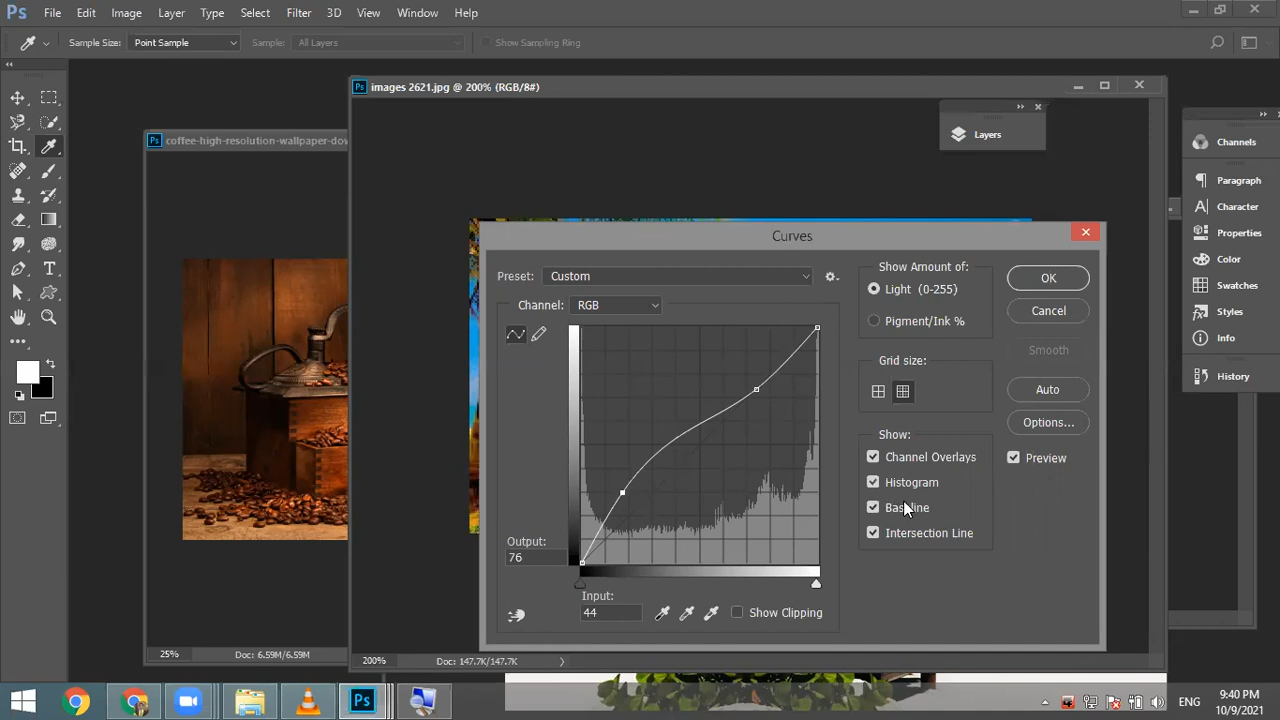 Ps File Edit Image Layer Type Select Filter 3D View Window Help
Sample Size: Point Sample Sample: All Layers Show Sampling Ring
Ps images 2621.jpg @ 200% (RGB/8#)
Layers
Ps coffee-high-resolution-wallpaper-dov
Channels
Paragraph
Character
Properties
Color
Swatches
Styles
Info
History
Curves
Preset: Custom
Channel: RGB
Output:
76
Input:
44
Show Clipping
Show Amount of:
Light (0-255)
Pigment/Ink %
Grid size:
Show:
Channel Overlays
Histogram
Baseline
Intersection Line
OK
Cancel
Smooth
Auto
Options...
Preview
25% Doc: 6.59M/6.59M
200% Doc: 147.7K/147.7K
Ps
ENG
9:40 PM
10/9/2021